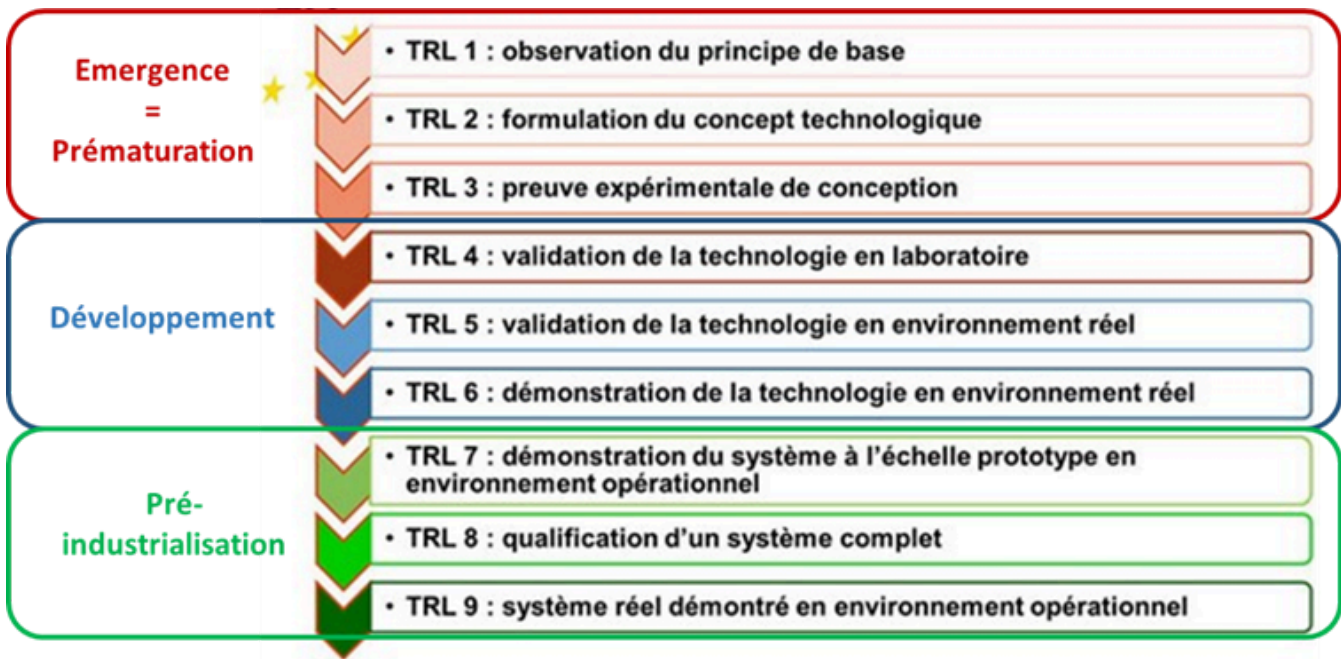 Emergence
=
Prématuration
• TRL 1 : observation du principe de base
• TRL 2 : formulation du concept technologique
• TRL 3 : preuve expérimentale de conception
Développement
• TRL 4 : validation de la technologie en laboratoire
• TRL 5 : validation de la technologie en environnement réel
• TRL 6 : démonstration de la technologie en environnement réel
Pré-
industrialisation
• TRL 7 : démonstration du système à l’échelle prototype en
environnement opérationnel
• TRL 8 : qualification d’un système complet
• TRL 9 : système réel démontré en environnement opérationnel